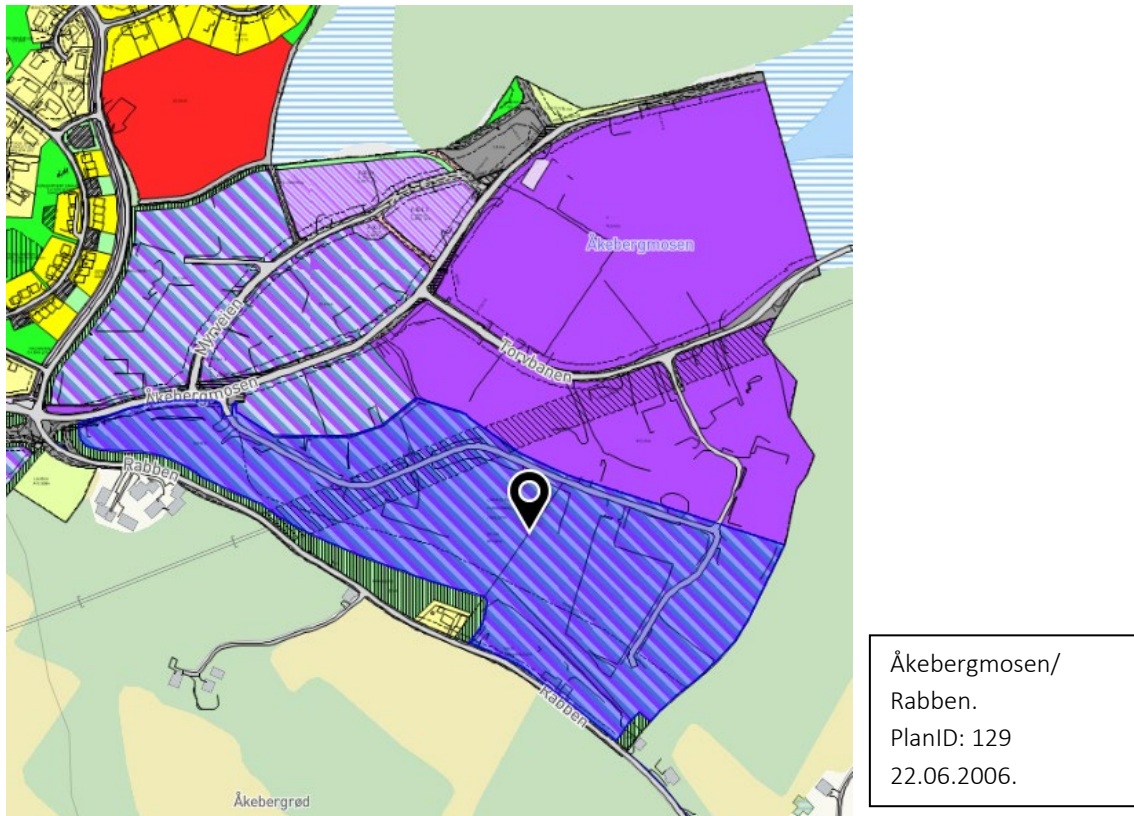 Åkebergmosen
Myrveien
Torvbanen
Åkebergmosen
Rabben
Rabben
Åkebergrød
Åkebergmosen/
Rabben.
PlanID: 129
22.06.2006.